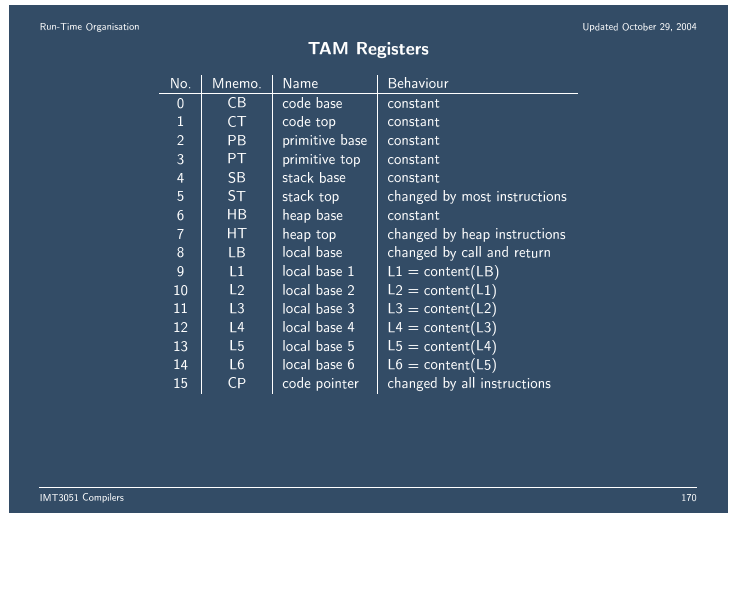 Run-Time Organisation Updated October 29, 2004
TAM Registers
No. Mnemo. Name Behaviour
0 CB code base constant
1 CT code top constant
2 PB primitive base constant
3 PT primitive top constant
4 SB stack base constant
5 ST stack top changed by most instructions
6 HB heap base constant
7 HT heap top changed by heap instructions
8 LB local base changed by call and return
9 L1 local base 1 L1 = content(LB)
10 L2 local base 2 L2 = content(L1)
11 L3 local base 3 L3 = content(L2)
12 L4 local base 4 L4 = content(L3)
13 L5 local base 5 L5 = content(L4)
14 L6 local base 6 L6 = content(L5)
15 CP code pointer changed by all instructions
IMT3051 Compilers 170